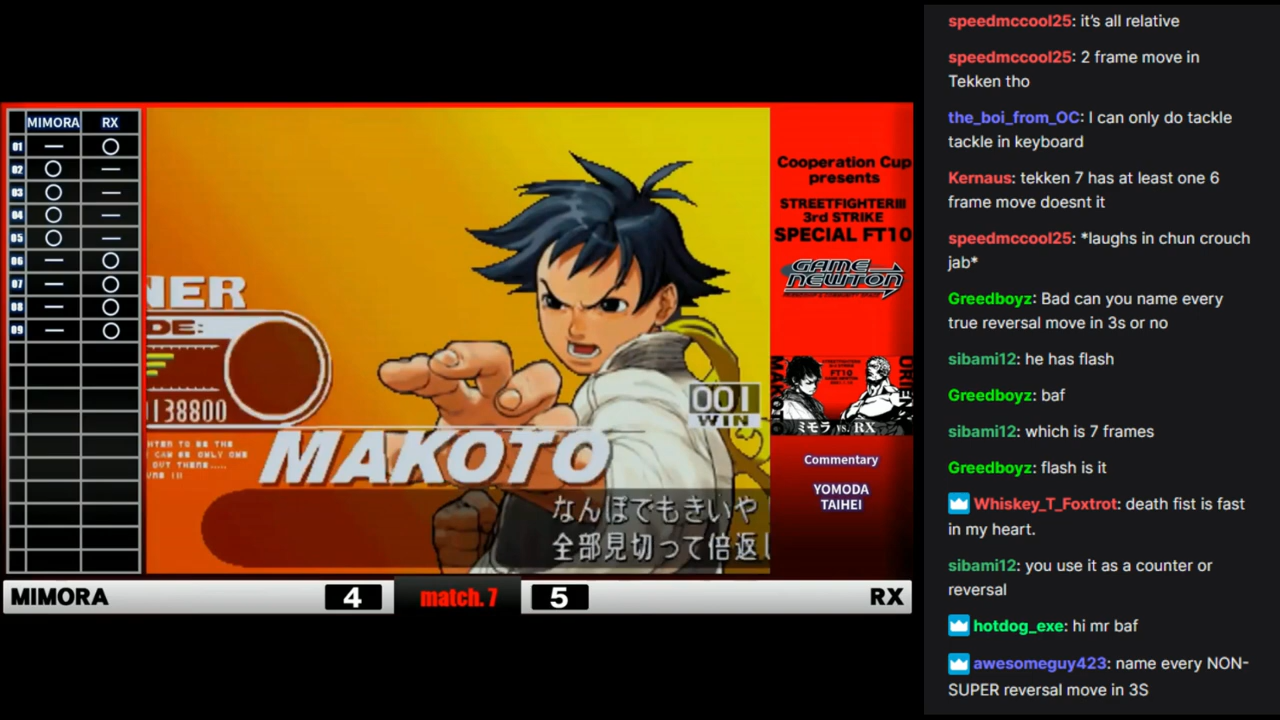 MIMORA RX
01 — ○
02 ○ —
03 ○ —
04 ○ —
05 ○ —
06 — ○
07 — ○
08 — ○
09 — ○
NER
DE:
138800
CAN BE ONLY ONE
OUT THERE.....
001
WIN
MAKOTO
なんぼでもきいや
全部見切って倍返し
Cooperation Cup
presents
STREETFIGHTERIII
3rd STRIKE
SPECIAL FT10
GAME
NEWTON
MAKOTO
FT10
ミモラ vs. RX
Commentary
YOMODA
TAIHEI
MIMORA 4 match.7 5 RX
speedmccool25: it's all relative
speedmccool25: 2 frame move in
Tekken tho
the_boi_from_OC: I can only do tackle
tackle in keyboard
Kernaus: tekken 7 has at least one 6
frame move doesnt it
speedmccool25: *laughs in chun crouch
jab*
Greedboyz: Bad can you name every
true reversal move in 3s or no
sibami12: he has flash
Greedboyz: baf
sibami12: which is 7 frames
Greedboyz: flash is it
Whiskey_T_Foxtrot: death fist is fast
in my heart.
sibami12: you use it as a counter or
reversal
hotdog_exe: hi mr baf
awesomeguy423: name every NON-
SUPER reversal move in 3S